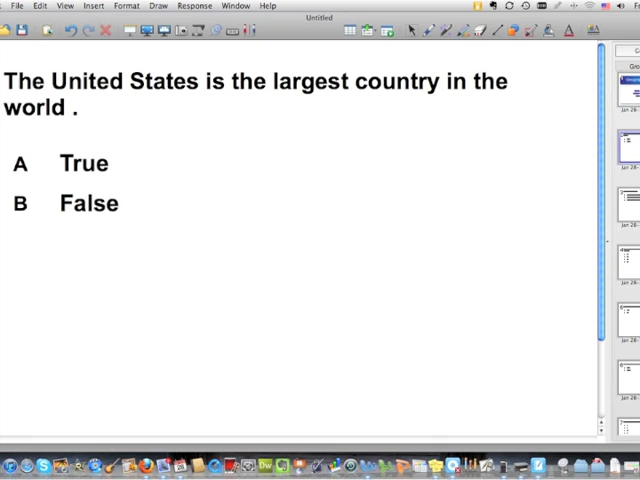 File Edit View Insert Format Draw Response Window Help
Untitled
The United States is the largest country in the
world .
A True
B False